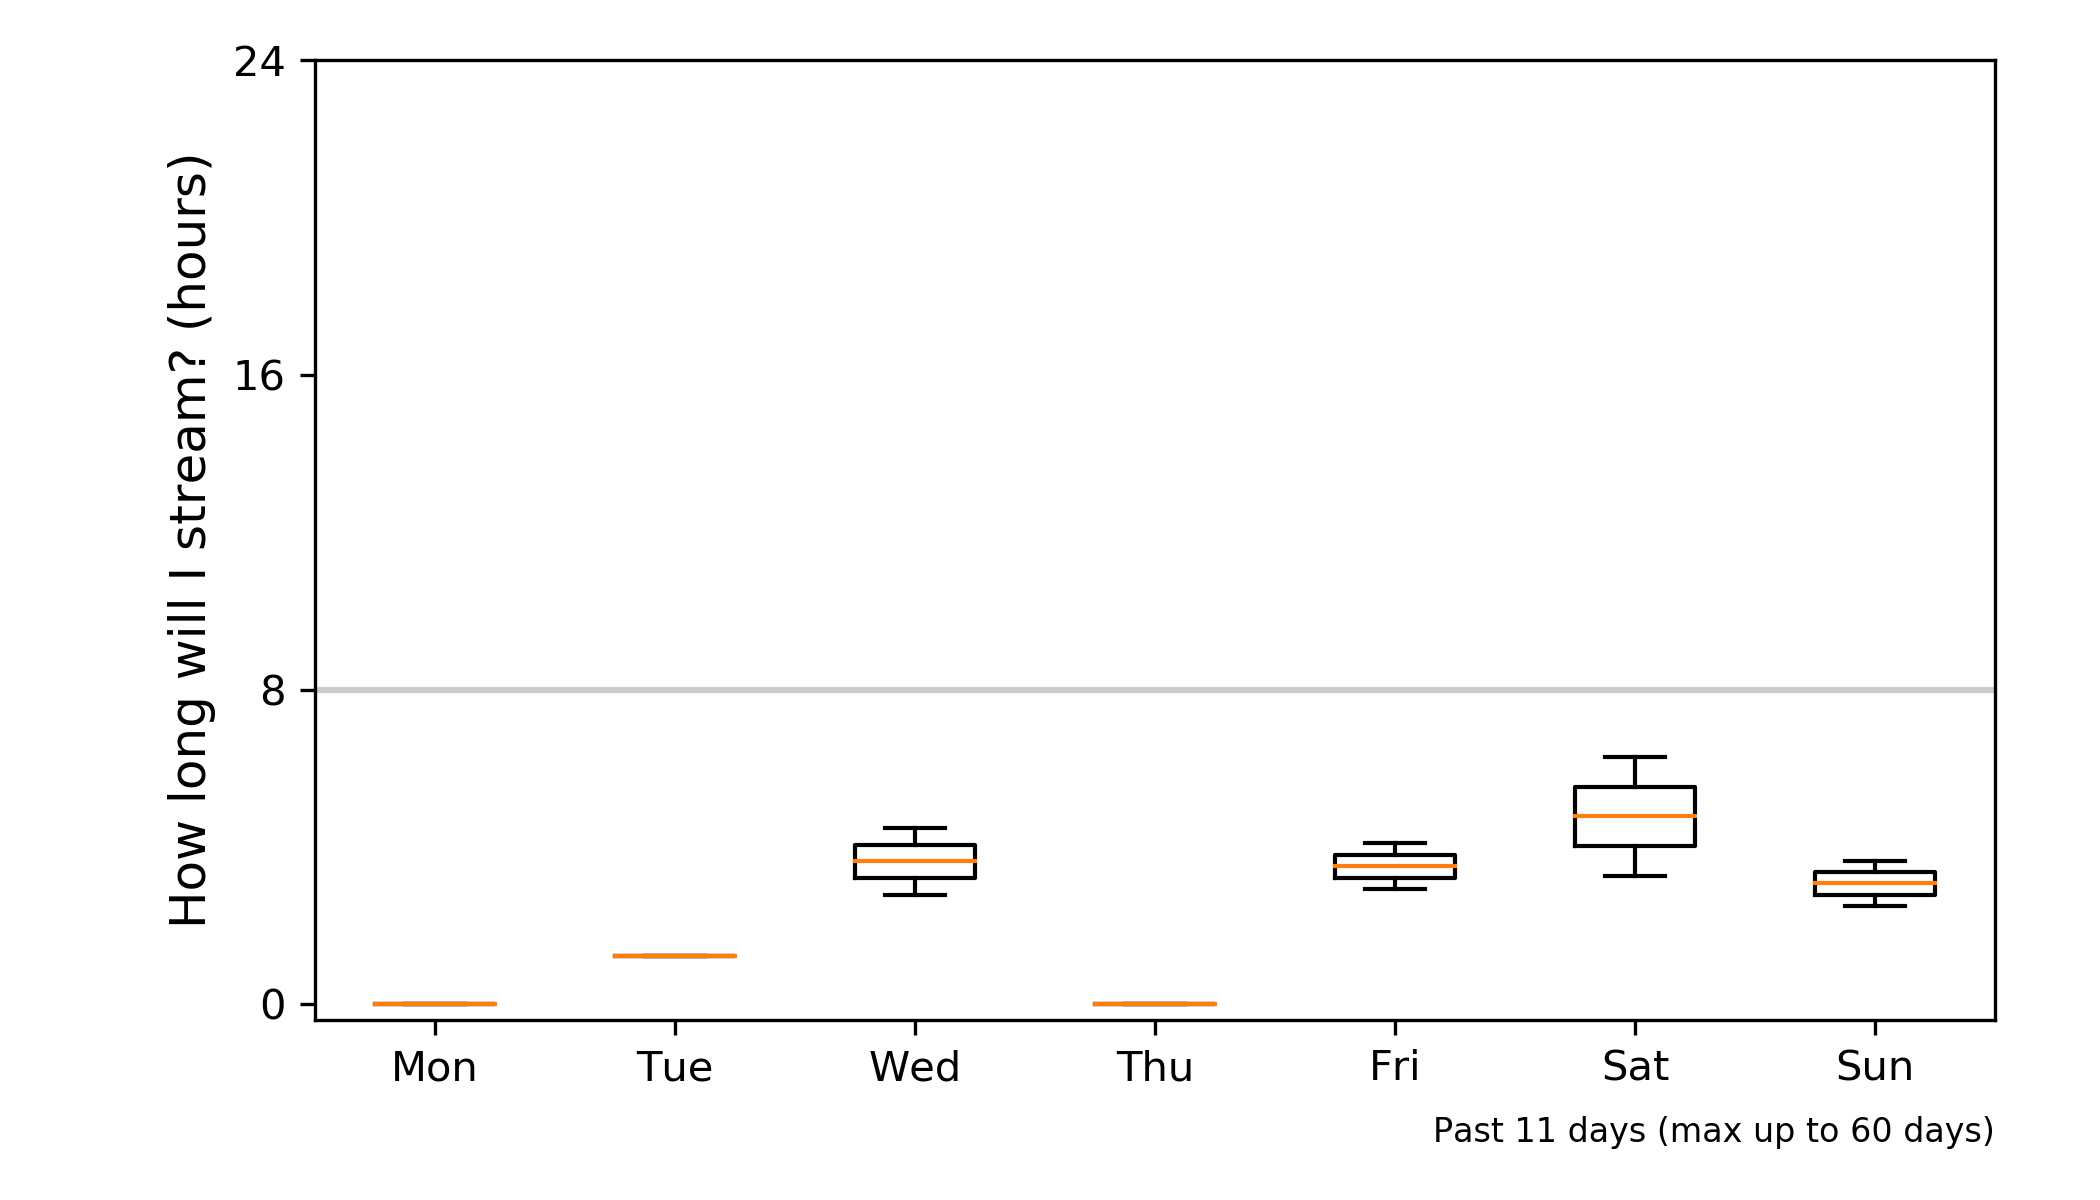 How long will I stream? (hours)
24
16
8
0
Mon Tue Wed Thu Fri Sat Sun
Past 11 days (max up to 60 days)